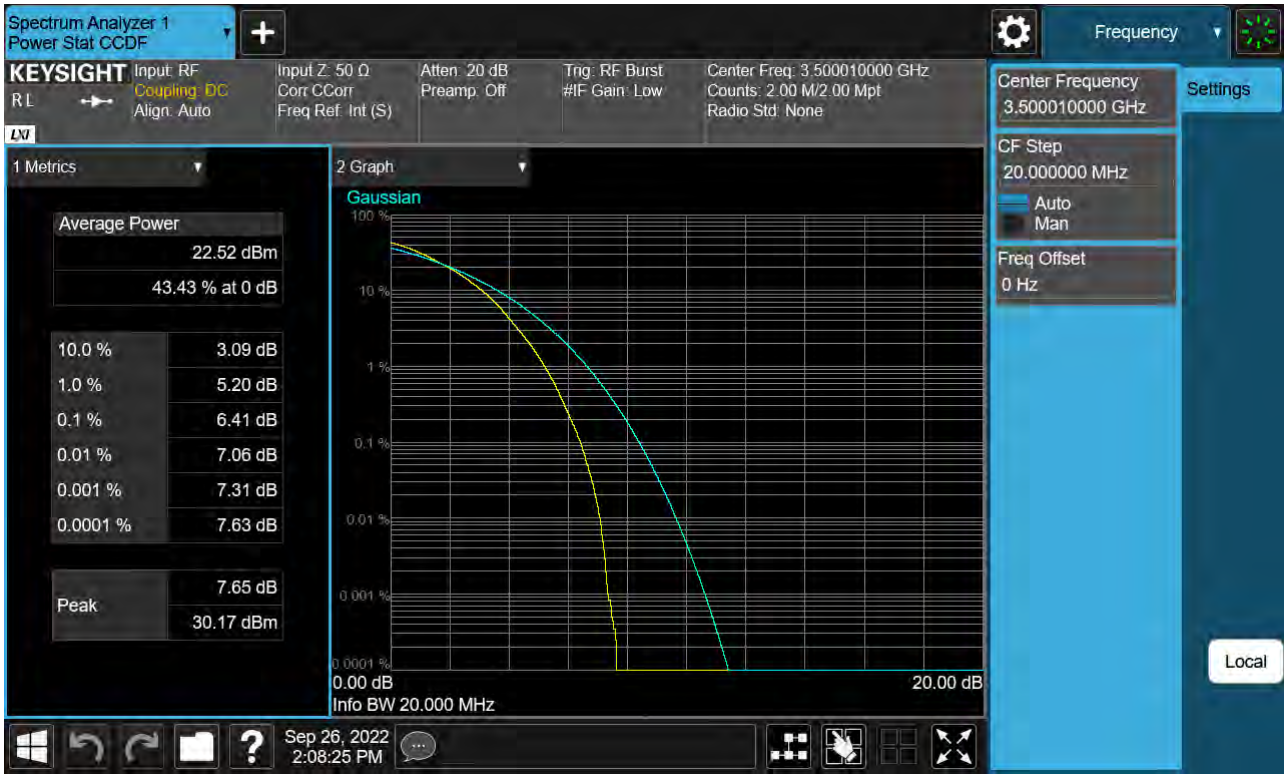 Spectrum Analyzer 1
Power Stat CCDF
+
Frequency
KEYSIGHT
RL
LXI
Input: RF
Coupling: DC
Align: Auto
Input Z: 50 Ω
Corr CCorr
Freq Ref: Int (S)
Atten: 20 dB
Preamp: Off
Trig: RF Burst
#IF Gain: Low
Center Freq: 3.500010000 GHz
Counts: 2.00 M/2.00 Mpt
Radio Std: None
Center Frequency
3.500010000 GHz
Settings
CF Step
20.000000 MHz
Auto
Man
Freq Offset
0 Hz
Local
1 Metrics
Average Power
22.52 dBm
43.43 % at 0 dB
10.0 % 3.09 dB
1.0 % 5.20 dB
0.1 % 6.41 dB
0.01 % 7.06 dB
0.001 % 7.31 dB
0.0001 % 7.63 dB
Peak
7.65 dB
30.17 dBm
2 Graph
Gaussian
100 %
10 %
1 %
0.1 %
0.01 %
0.001 %
0.0001 %
0.00 dB
20.00 dB
Info BW 20.000 MHz
?
Sep 26, 2022
2:08:25 PM